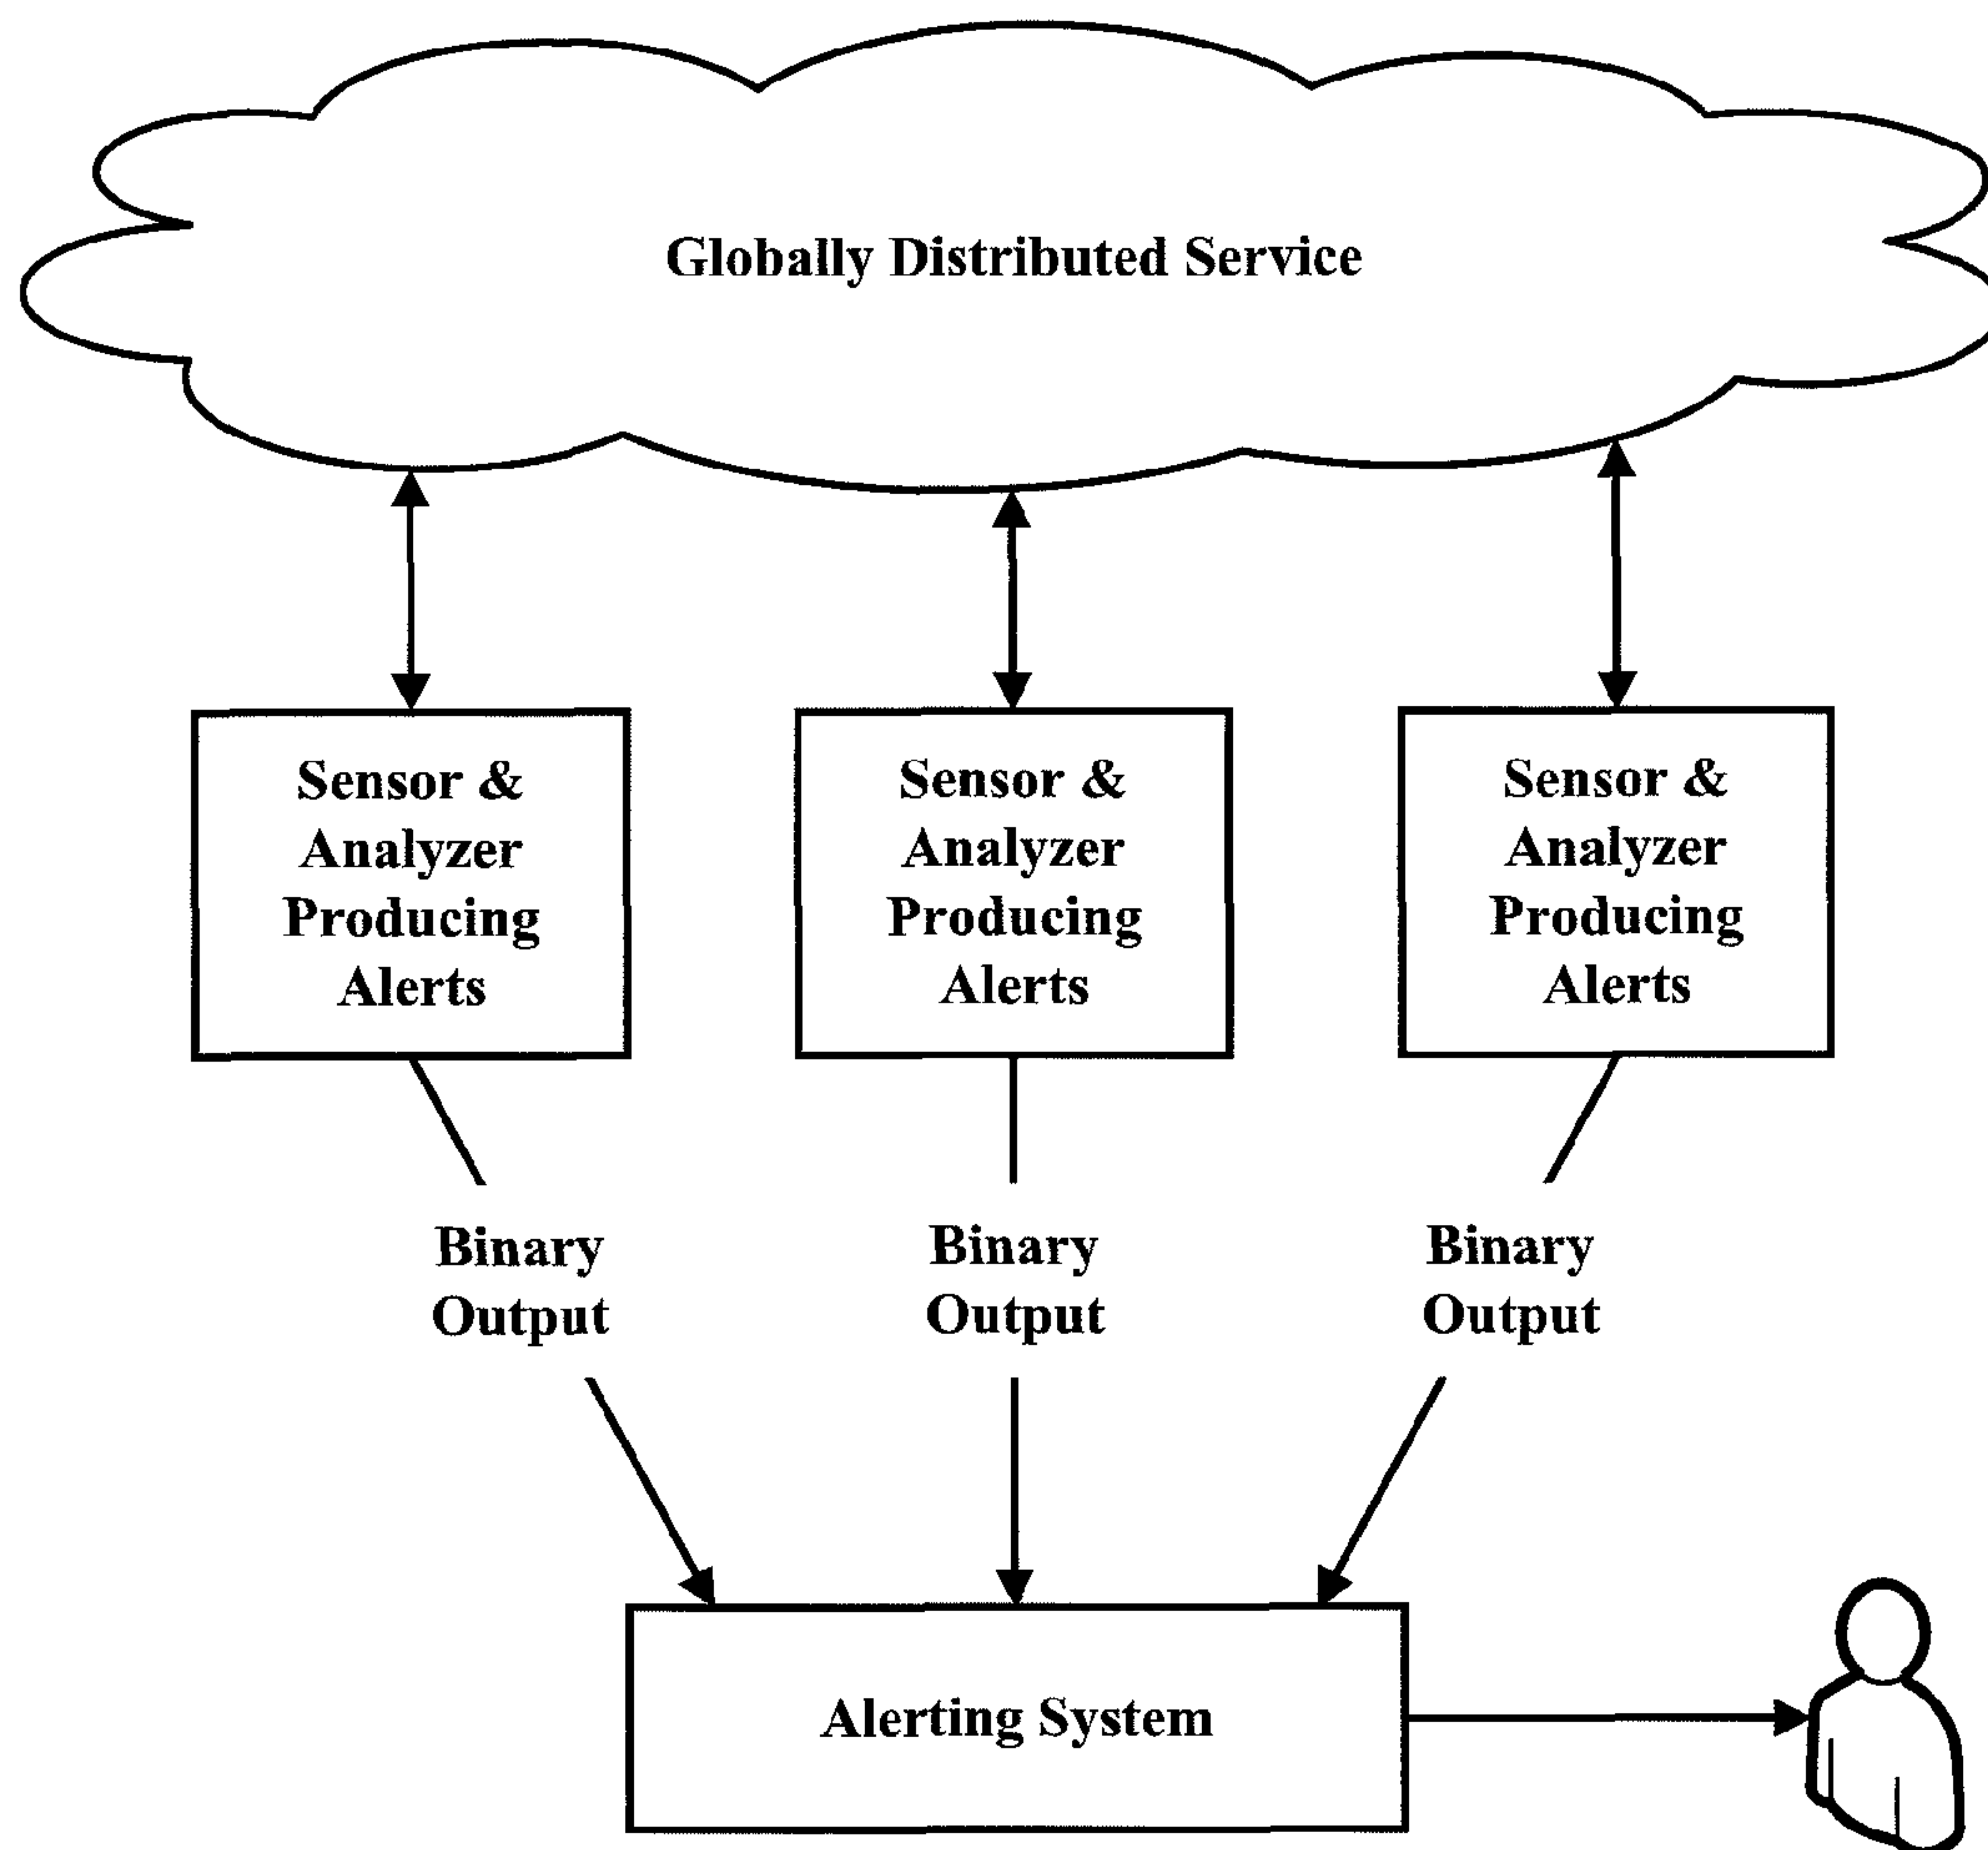 Globally Distributed Service
Sensor &
Analyzer
Producing
Alerts
Sensor &
Analyzer
Producing
Alerts
Sensor &
Analyzer
Producing
Alerts
Binary
Output
Binary
Output
Binary
Output
Alerting System